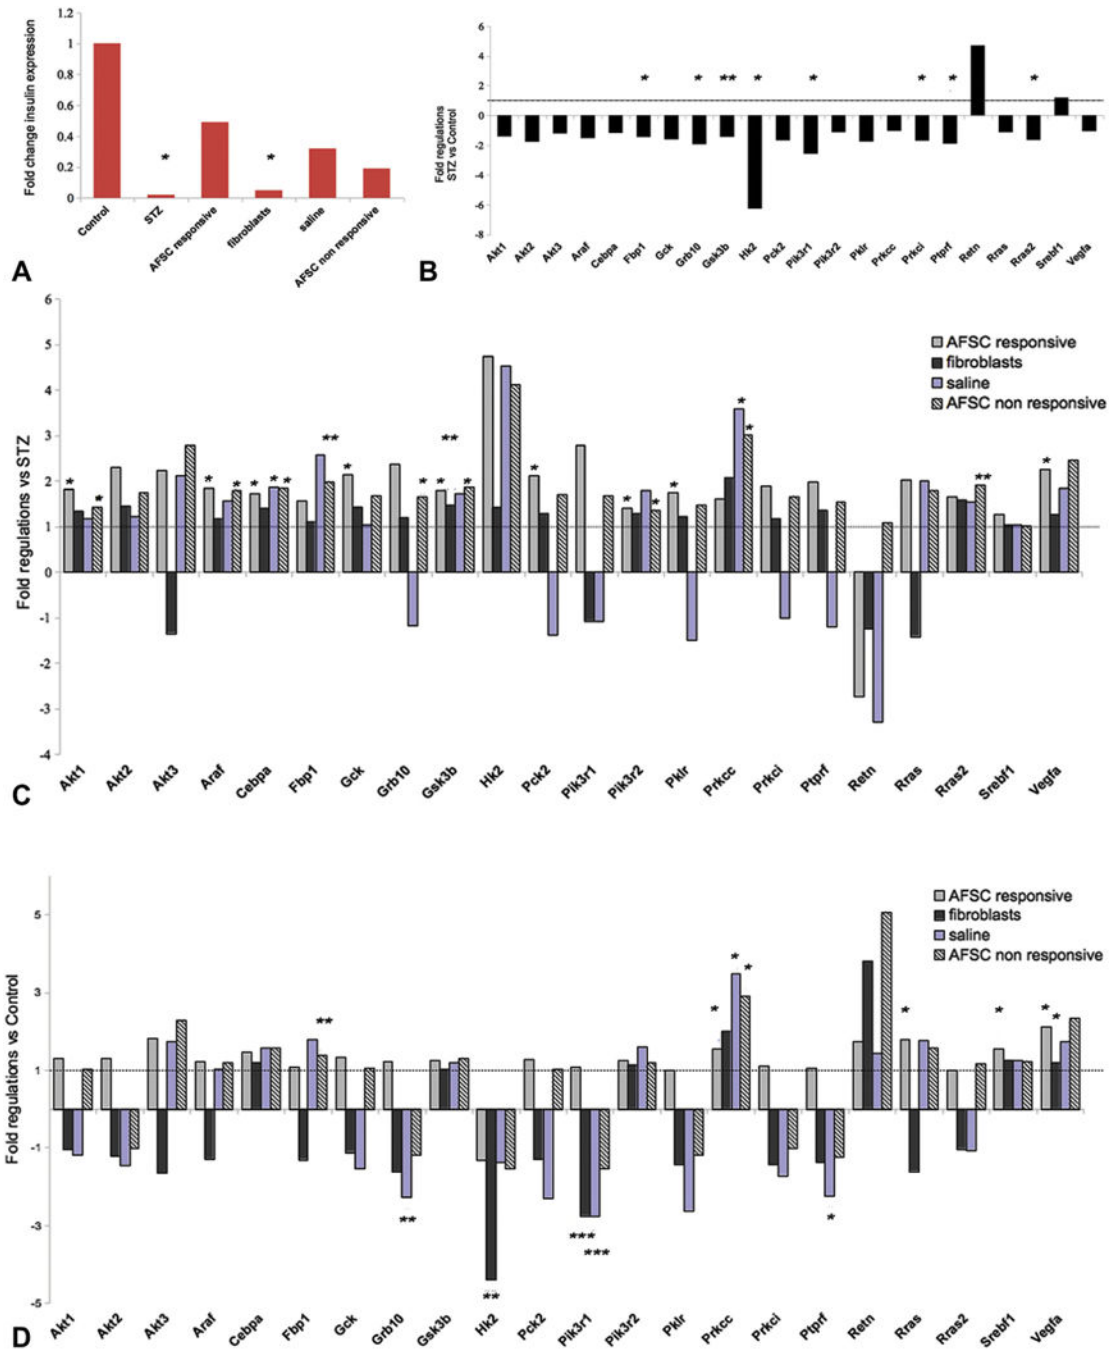 Fold change insulin expression
1.2
1
0.8
0.6
0.4
0.2
0
*
*
Control
STZ
AFSC responsive
fibroblasts
saline
AFSC non responsive
A
Fold regulations
STZ vs Control
6
4
2
0
-2
-4
-6
-8
* * ** * * * * *
Akt1 Akt2 Akt3 Araf Cebpa Fbp1 Gck Grb10 Gsk3b Hk2 Pck2 Pik3r1 Pik3r2 Pklr Prkcc Prkci Ptprf Retn Rras Rras2 Srebf1 Vegfa
B
Fold regulations vs STZ
6
5
4
3
2
1
0
-1
-2
-3
-4
AFSC responsive
fibroblasts
saline
AFSC non responsive
* * * * * * * ** * * ** * * * * * * * * ** *
Akt1 Akt2 Akt3 Araf Cebpa Fbp1 Gck Grb10 Gsk3b Hk2 Pck2 Pik3r1 Pik3r2 Pklr Prkcc Prkci Ptprf Retn Rras Rras2 Srebf1 Vegfa
C
Fold regulations vs Control
5
3
1
-1
-3
-5
AFSC responsive
fibroblasts
saline
AFSC non responsive
** * * * * * * *
** ** *** *** *
Akt1 Akt2 Akt3 Araf Cebpa Fbp1 Gck Grb10 Gsk3b Hk2 Pck2 Pik3r1 Pik3r2 Pklr Prkcc Prkci Ptprf Retn Rras Rras2 Srebf1 Vegfa
D